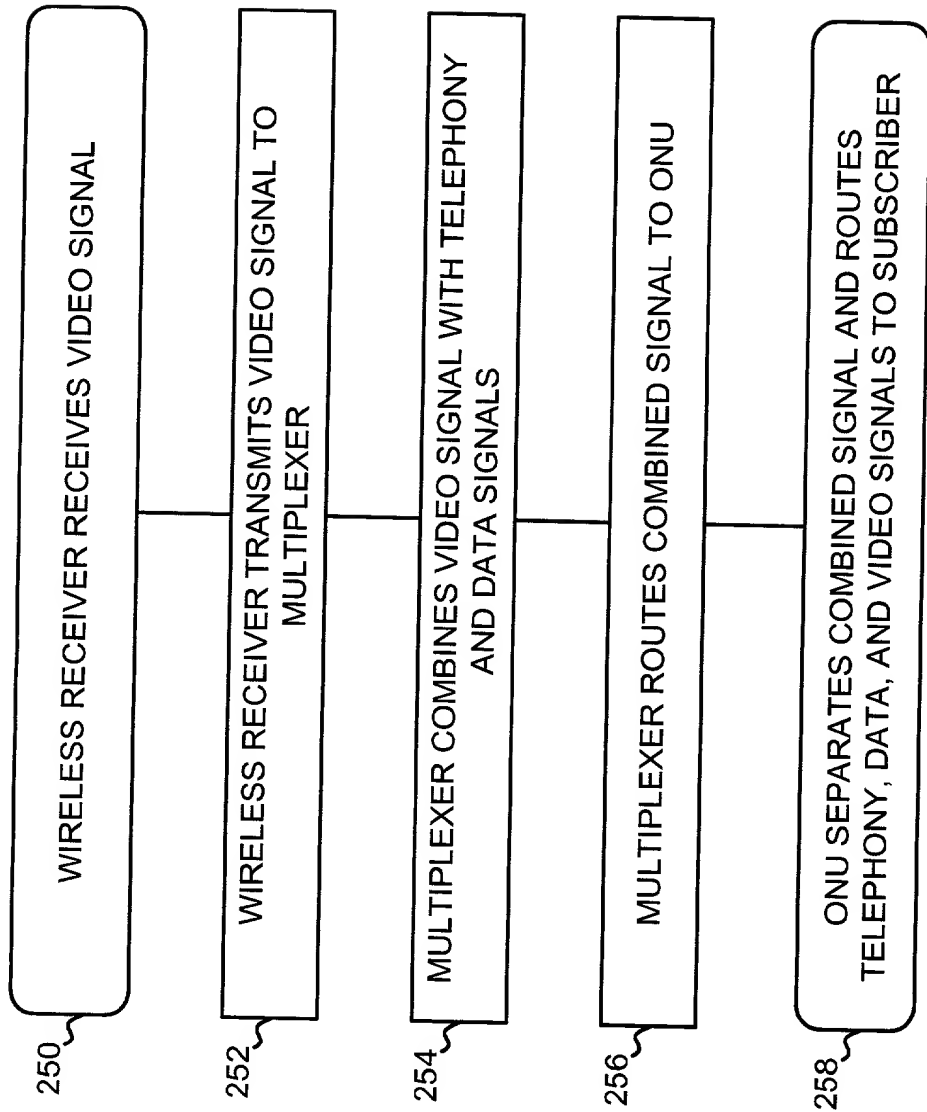 250
WIRELESS RECEIVER RECEIVES VIDEO SIGNAL
252
WIRELESS RECEIVER TRANSMITS VIDEO SIGNAL TO
MULTIPLEXER
254
MULTIPLEXER COMBINES VIDEO SIGNAL WITH TELEPHONY
AND DATA SIGNALS
256
MULTIPLEXER ROUTES COMBINED SIGNAL TO ONU
258
ONU SEPARATES COMBINED SIGNAL AND ROUTES
TELEPHONY, DATA, AND VIDEO SIGNALS TO SUBSCRIBER